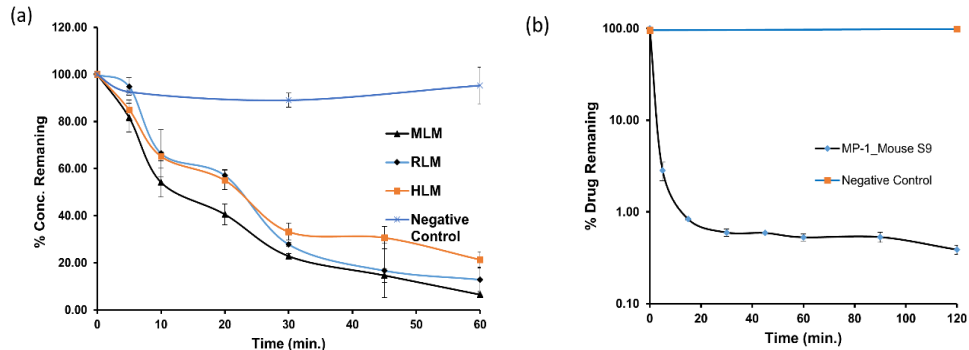 (a)
% Conc. Remaning
120.00
100.00
80.00
60.00
40.00
20.00
0.00
0
10
20
30
40
50
60
Time (min.)
MLM
RLM
HLM
Negative
Control
(b)
% Drug Remaining
100.00
10.00
1.00
0.10
0
20
40
60
80
100
120
Time (min.)
MP-1_Mouse S9
Negative Control